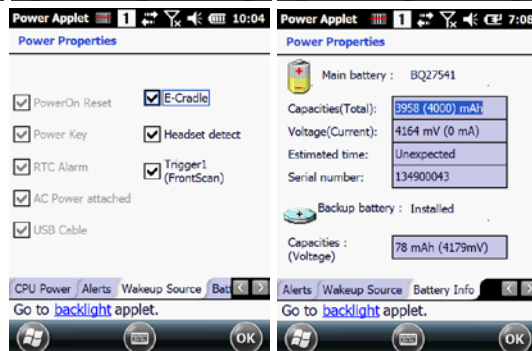 Power Applet 1 10:04
Power Properties
PowerOn Reset
E-Cradle
Power Key
Headset detect
RTC Alarm
Trigger1
(FrontScan)
AC Power attached
USB Cable
CPU Power Alerts Wakeup Source Batt
Go to backlight applet.
OK
Power Applet 1 7:08
Power Properties
Main battery : BQ27541
Capacities(Total): 3958 (4000) mAh
Voltage(Current): 4164 mV (0 mA)
Estimated time: Unexpected
Serial number: 134900043
Backup battery : Installed
Capacities :
(Voltage)
78 mAh (4179mV)
Alerts Wakeup Source Battery Info
Go to backlight applet.
OK